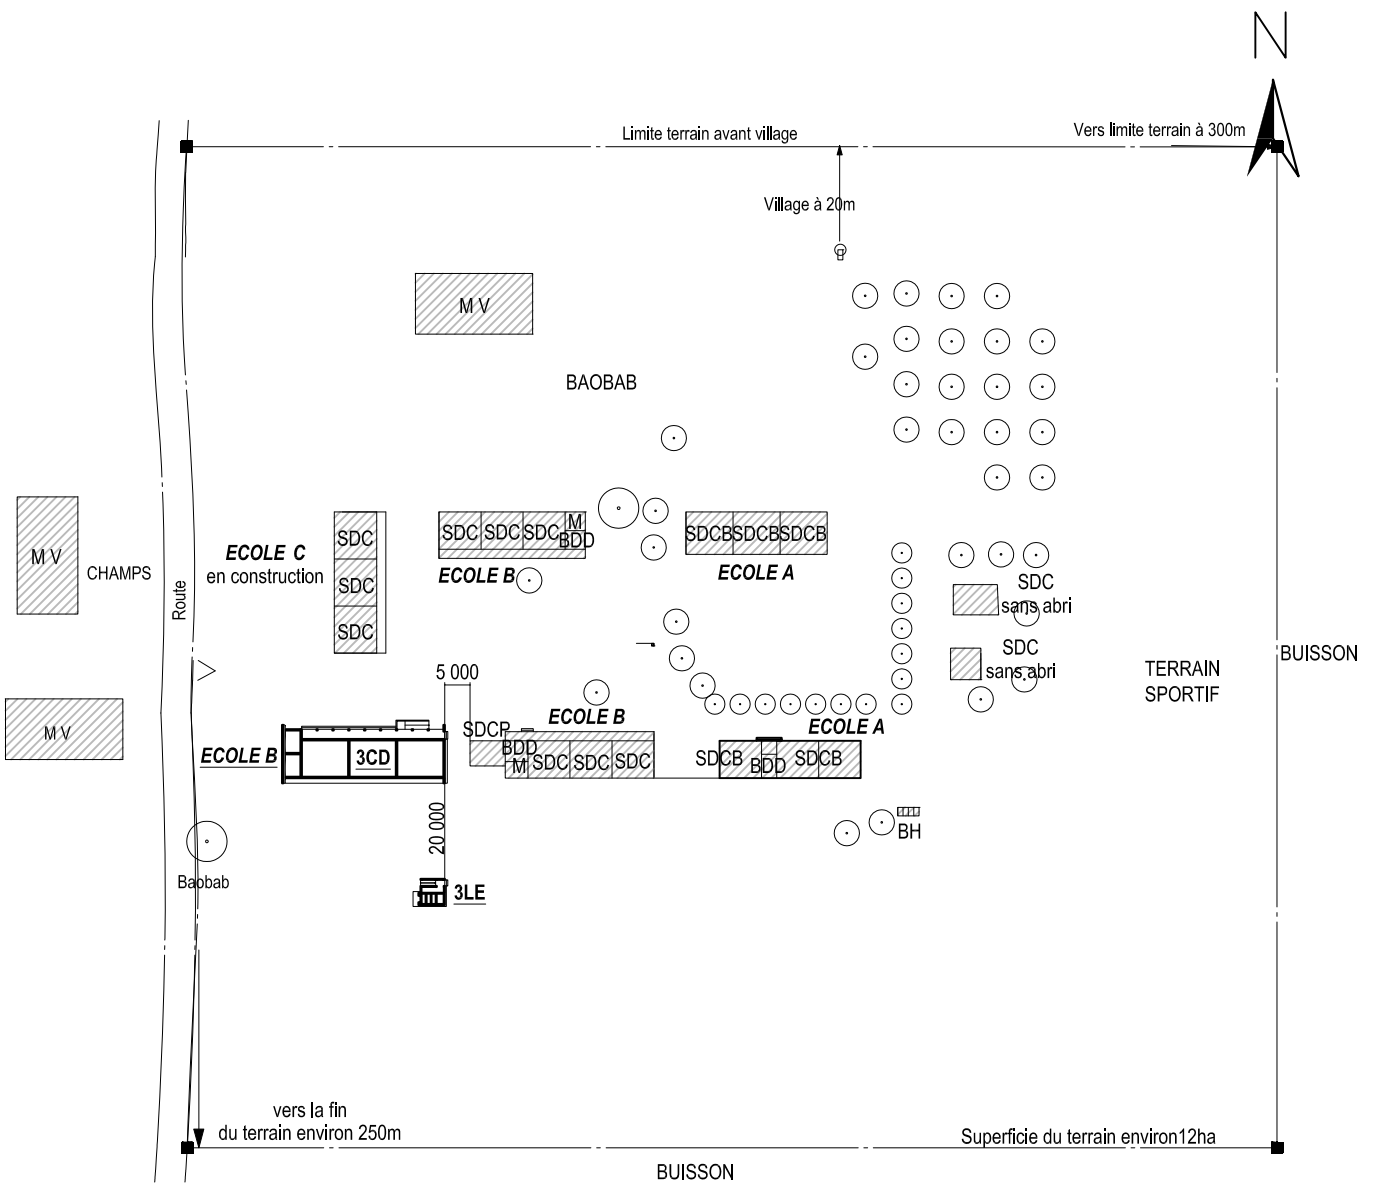 N
Limite terrain avant village
Vers limite terrain à 300m
Village à 20m
M V
BAOBAB
M V
CHAMPS
Route
ECOLE C
en construction
SDC
SDC
SDC
SDC SDC SDC M
BDD
ECOLE B
SDCB SDCB SDCB
ECOLE A
SDC
sans abri
SDC
sans abri
TERRAIN
SPORTIF
BUISSON
M V
5 000
ECOLE B
3CD
SDCP
BDD
M SDC SDC SDC
ECOLE B
ECOLE A
SDCB BDD SDCB
20 000
BH
Baobab
3LE
vers la fin
du terrain environ 250m
Superficie du terrain environ12ha
BUISSON